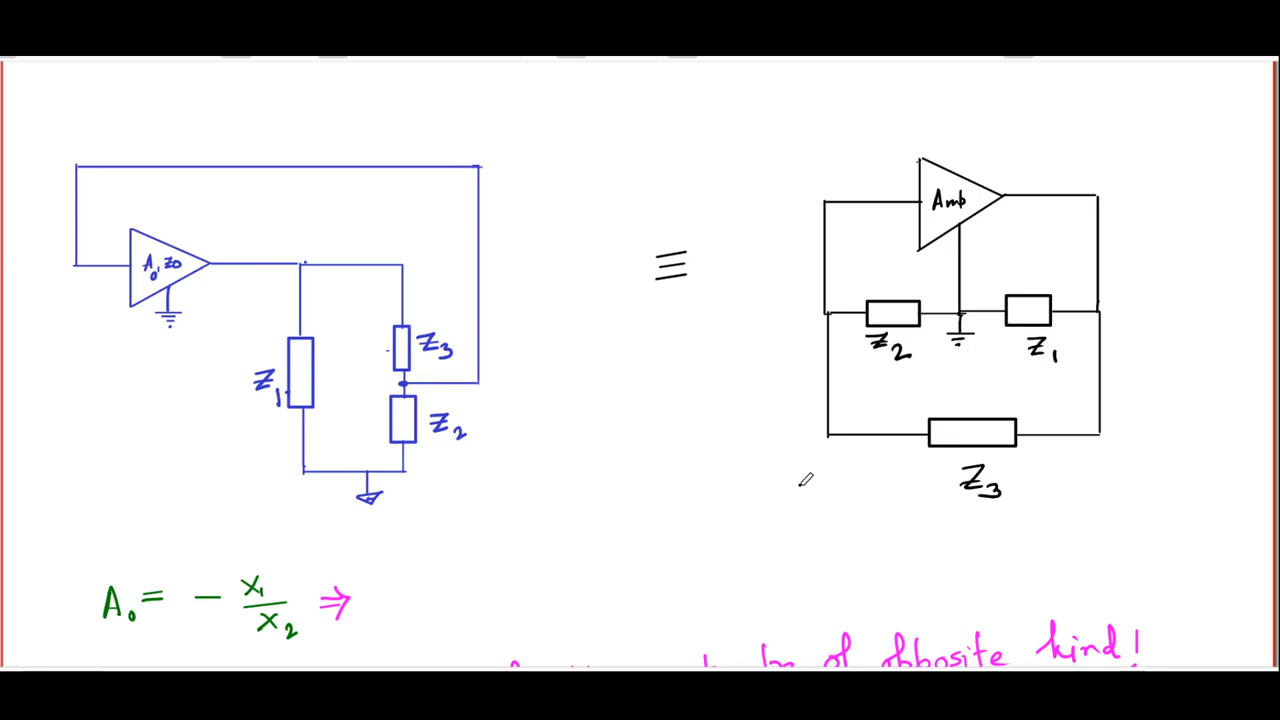 A₀, Z₀
Z₁
Z₃
Z₂
≡
Amp
Z₂
Z₁
Z₃
A₀ = - X₁/X₂ ⇒
of opposite kind!